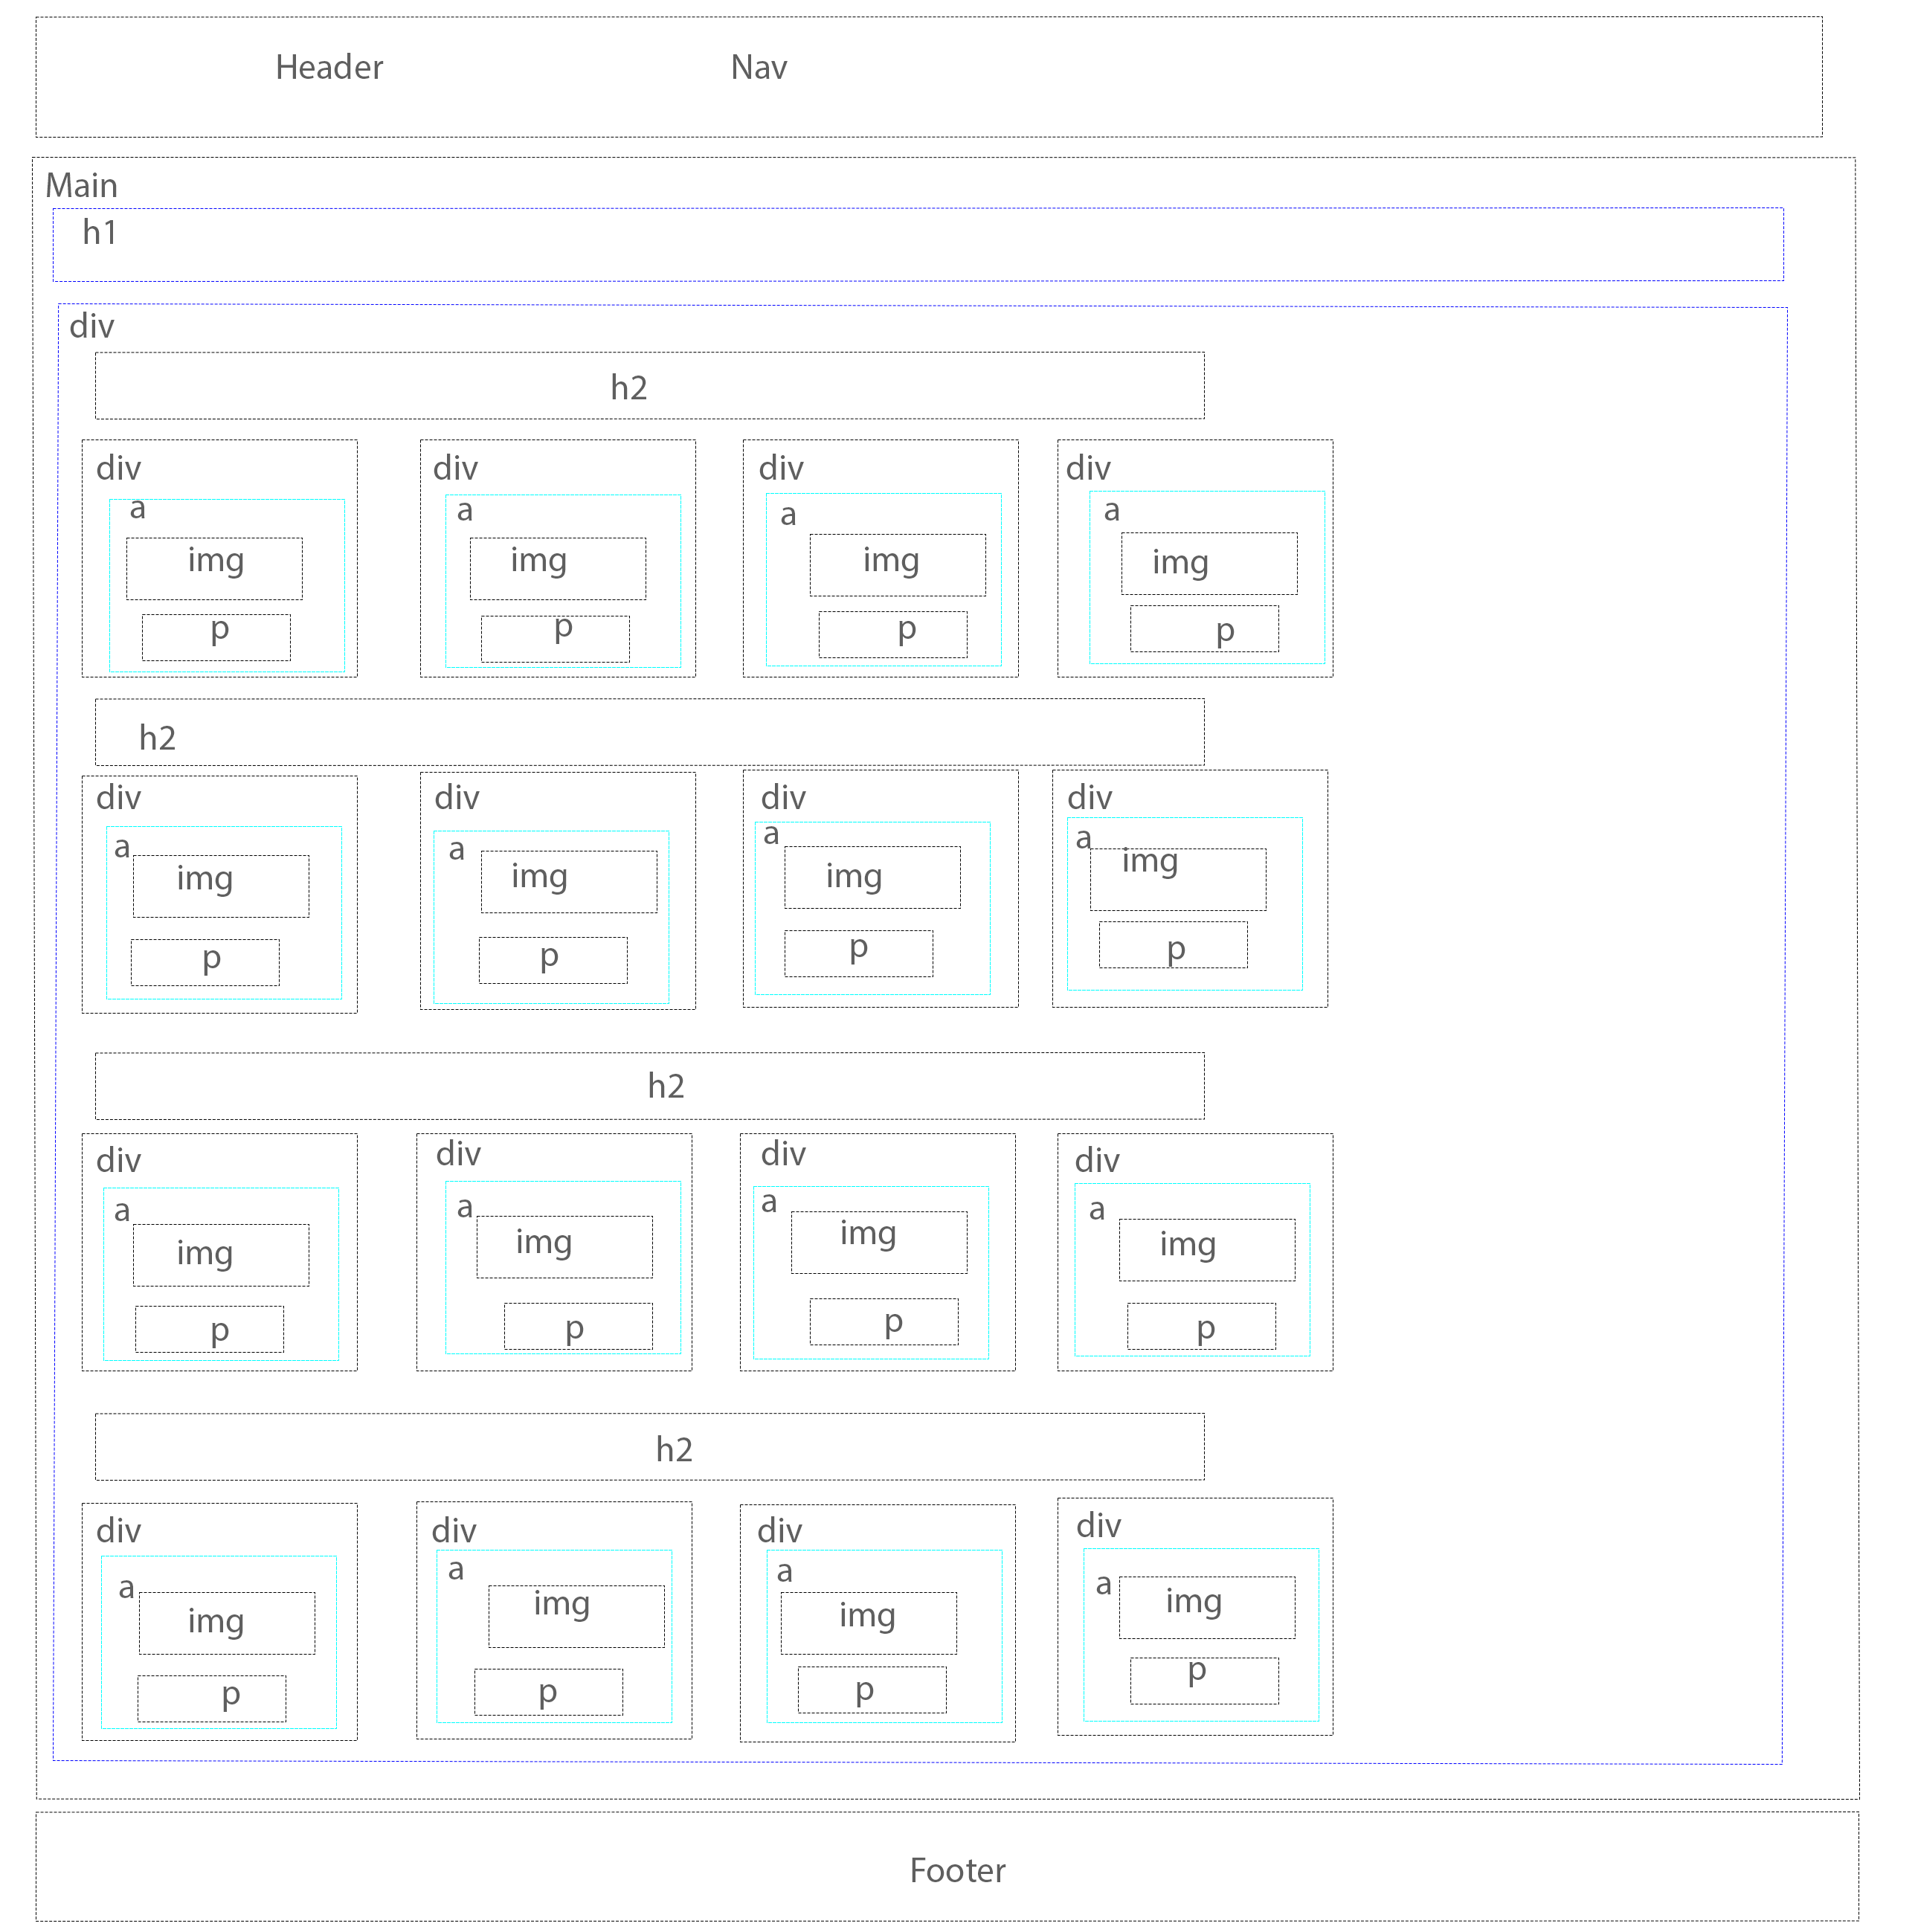 Header Nav
Main
h1
div
h2
div div div div
a a a a
img img img img
p p p p
h2
div div div div
a a a a
img img img img
p p p p
h2
div div div div
a a a a
img img img img
p p p p
h2
div div div div
a a a a
img img img img
p p p p
Footer